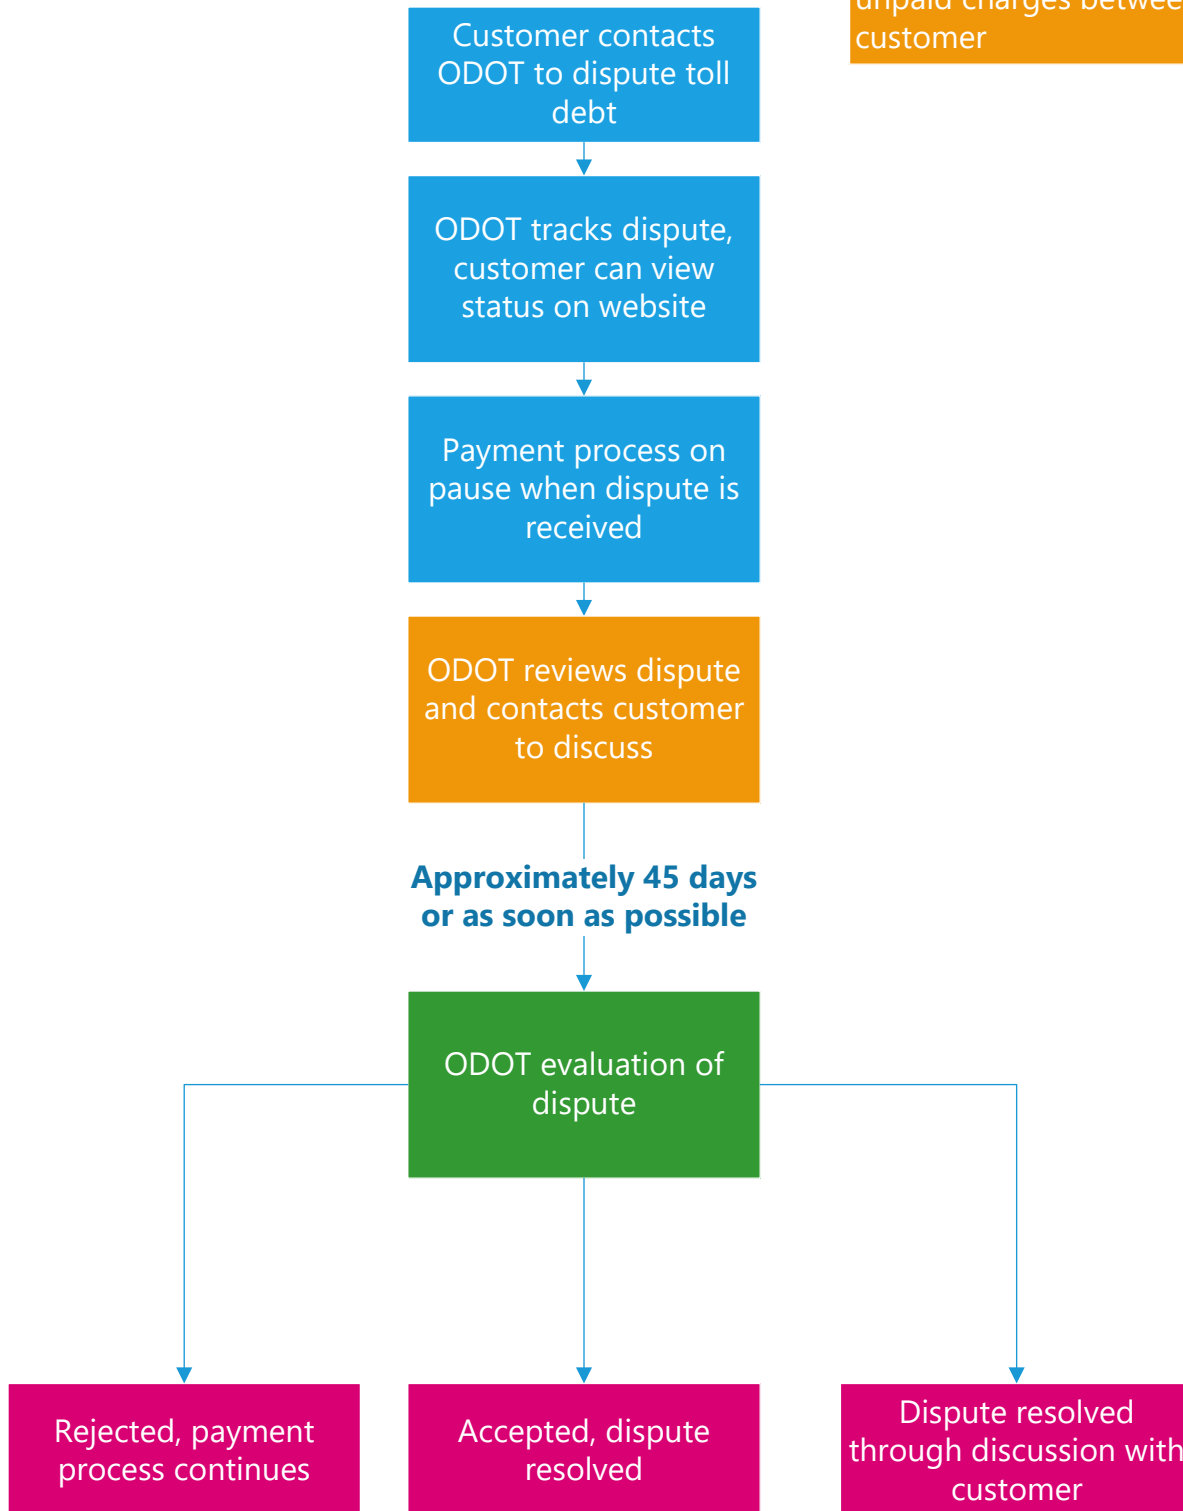 unpaid charges betwee
customer
Customer contacts
ODOT to dispute toll
debt
ODOT tracks dispute,
customer can view
status on website
Payment process on
pause when dispute is
received
ODOT reviews dispute
and contacts customer
to discuss
Approximately 45 days
or as soon as possible
ODOT evaluation of
dispute
Rejected, payment
process continues
Accepted, dispute
resolved
Dispute resolved
through discussion with
customer